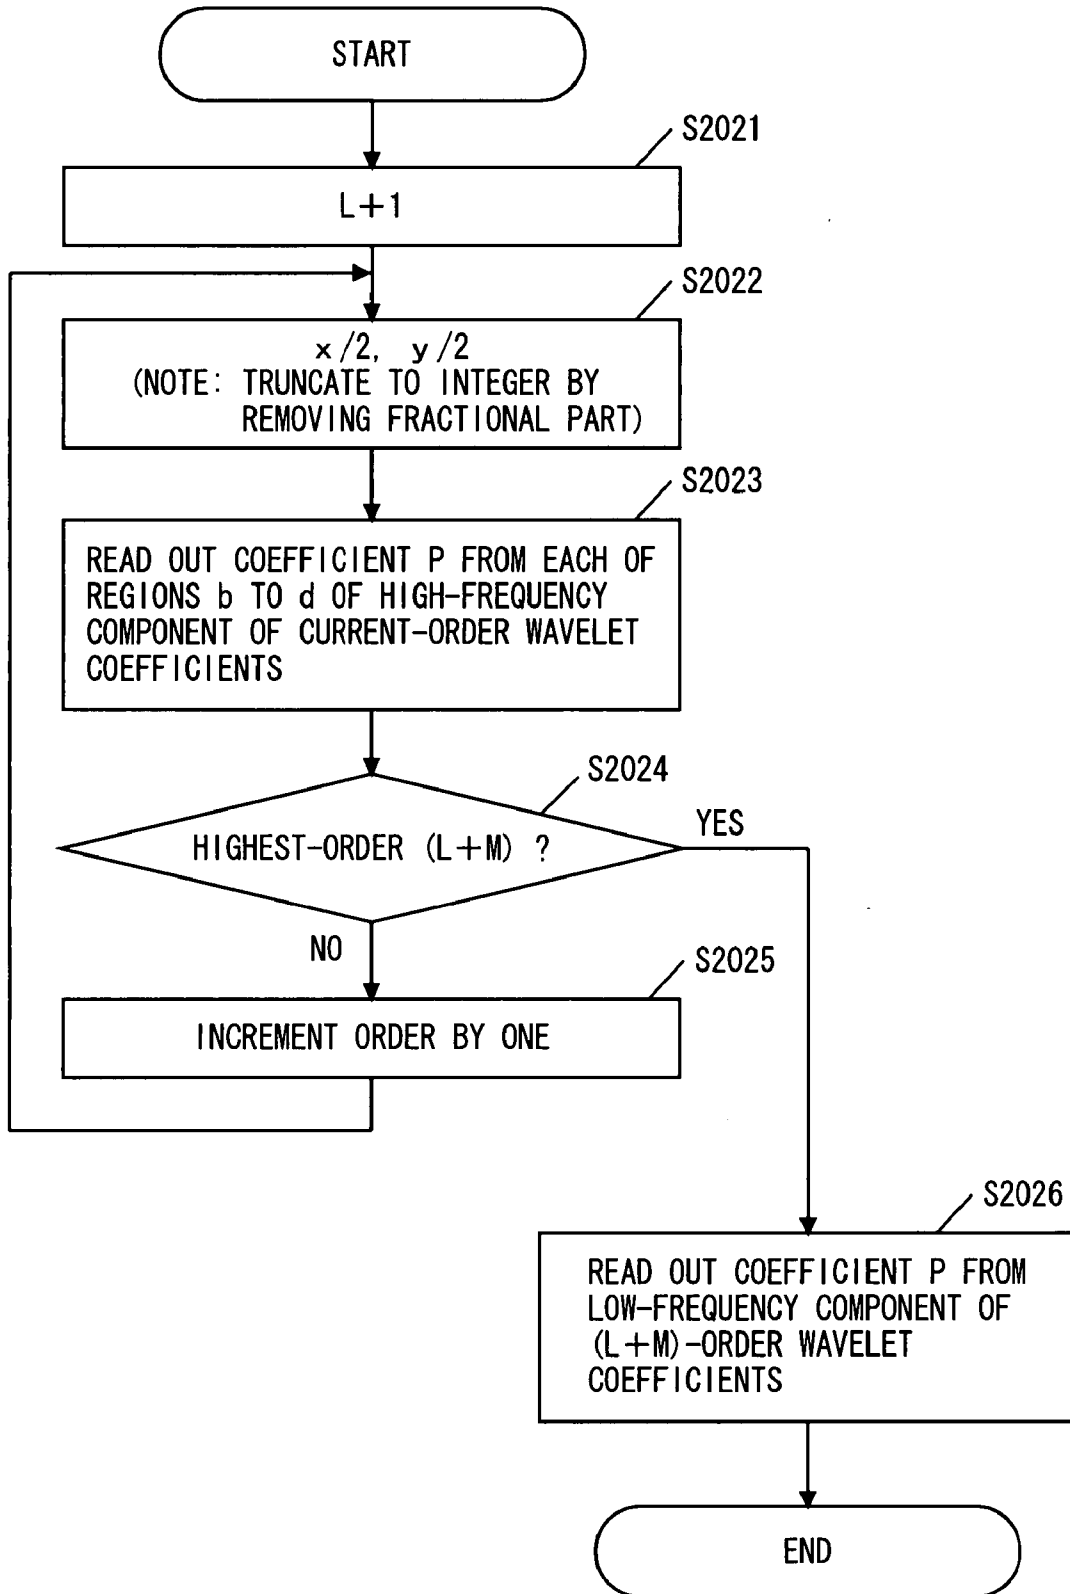 START
S2021
L+1
S2022
x/2, y/2
(NOTE: TRUNCATE TO INTEGER BY
REMOVING FRACTIONAL PART)
S2023
READ OUT COEFFICIENT P FROM EACH OF
REGIONS b TO d OF HIGH-FREQUENCY
COMPONENT OF CURRENT-ORDER WAVELET
COEFFICIENTS
S2024
HIGHEST-ORDER (L+M) ?
YES
NO
S2025
INCREMENT ORDER BY ONE
S2026
READ OUT COEFFICIENT P FROM
LOW-FREQUENCY COMPONENT OF
(L+M)-ORDER WAVELET
COEFFICIENTS
END